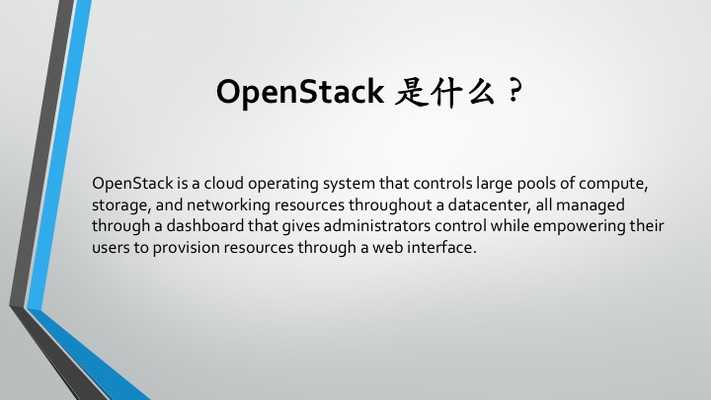 OpenStack 是什么？
OpenStack is a cloud operating system that controls large pools of compute,
storage, and networking resources throughout a datacenter, all managed
through a dashboard that gives administrators control while empowering their
users to provision resources through a web interface.